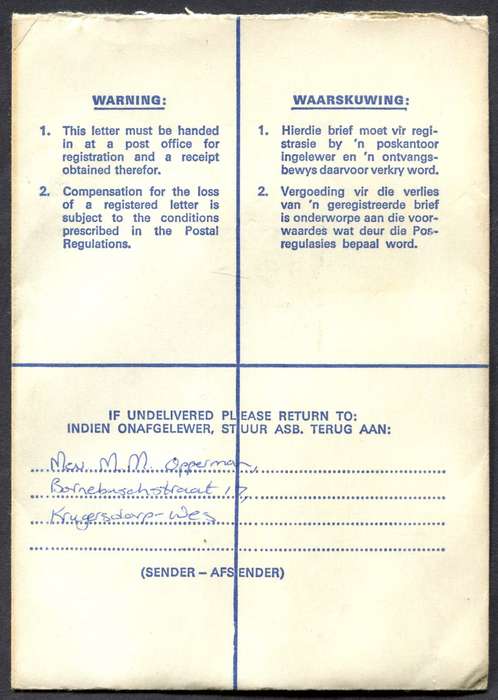 WARNING:
1. This letter must be handed
in at a post office for
registration and a receipt
obtained therefor.
2. Compensation for the loss
of a registered letter is
subject to the conditions
prescribed in the Postal
Regulations.
WAARSKUWING:
1. Hierdie brief moet vir regi-
strasie by 'n poskantoor
ingelewer en 'n ontvangs-
bewys daarvoor verkry word.
2. Vergoeding vir die verlies
van 'n geregistreerde brief
is onderworpe aan die voor-
waardes wat deur die Pos-
regulasies bepaal word.
IF UNDELIVERED PLEASE RETURN TO:
INDIEN ONAFGELEWER, STUUR ASB. TERUG AAN:
Mev M. M. Opperman,
Barnebuschstraat 17,
Krugersdorp-Wes
(SENDER – AFSENDER)